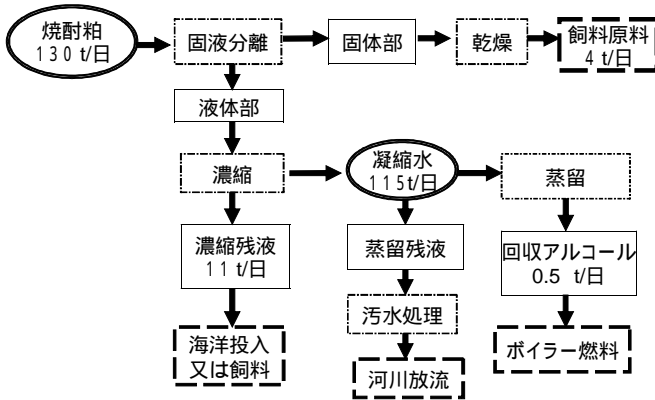 焼酎粕
130 t/日
固液分離
固体部
乾燥
飼料原料
4 t/日
液体部
濃縮
凝縮水
115t/日
蒸留
濃縮残液
11 t/日
蒸留残液
回収アルコール
0.5 t/日
汚水処理
海洋投入
又は飼料
河川放流
ボイラー燃料